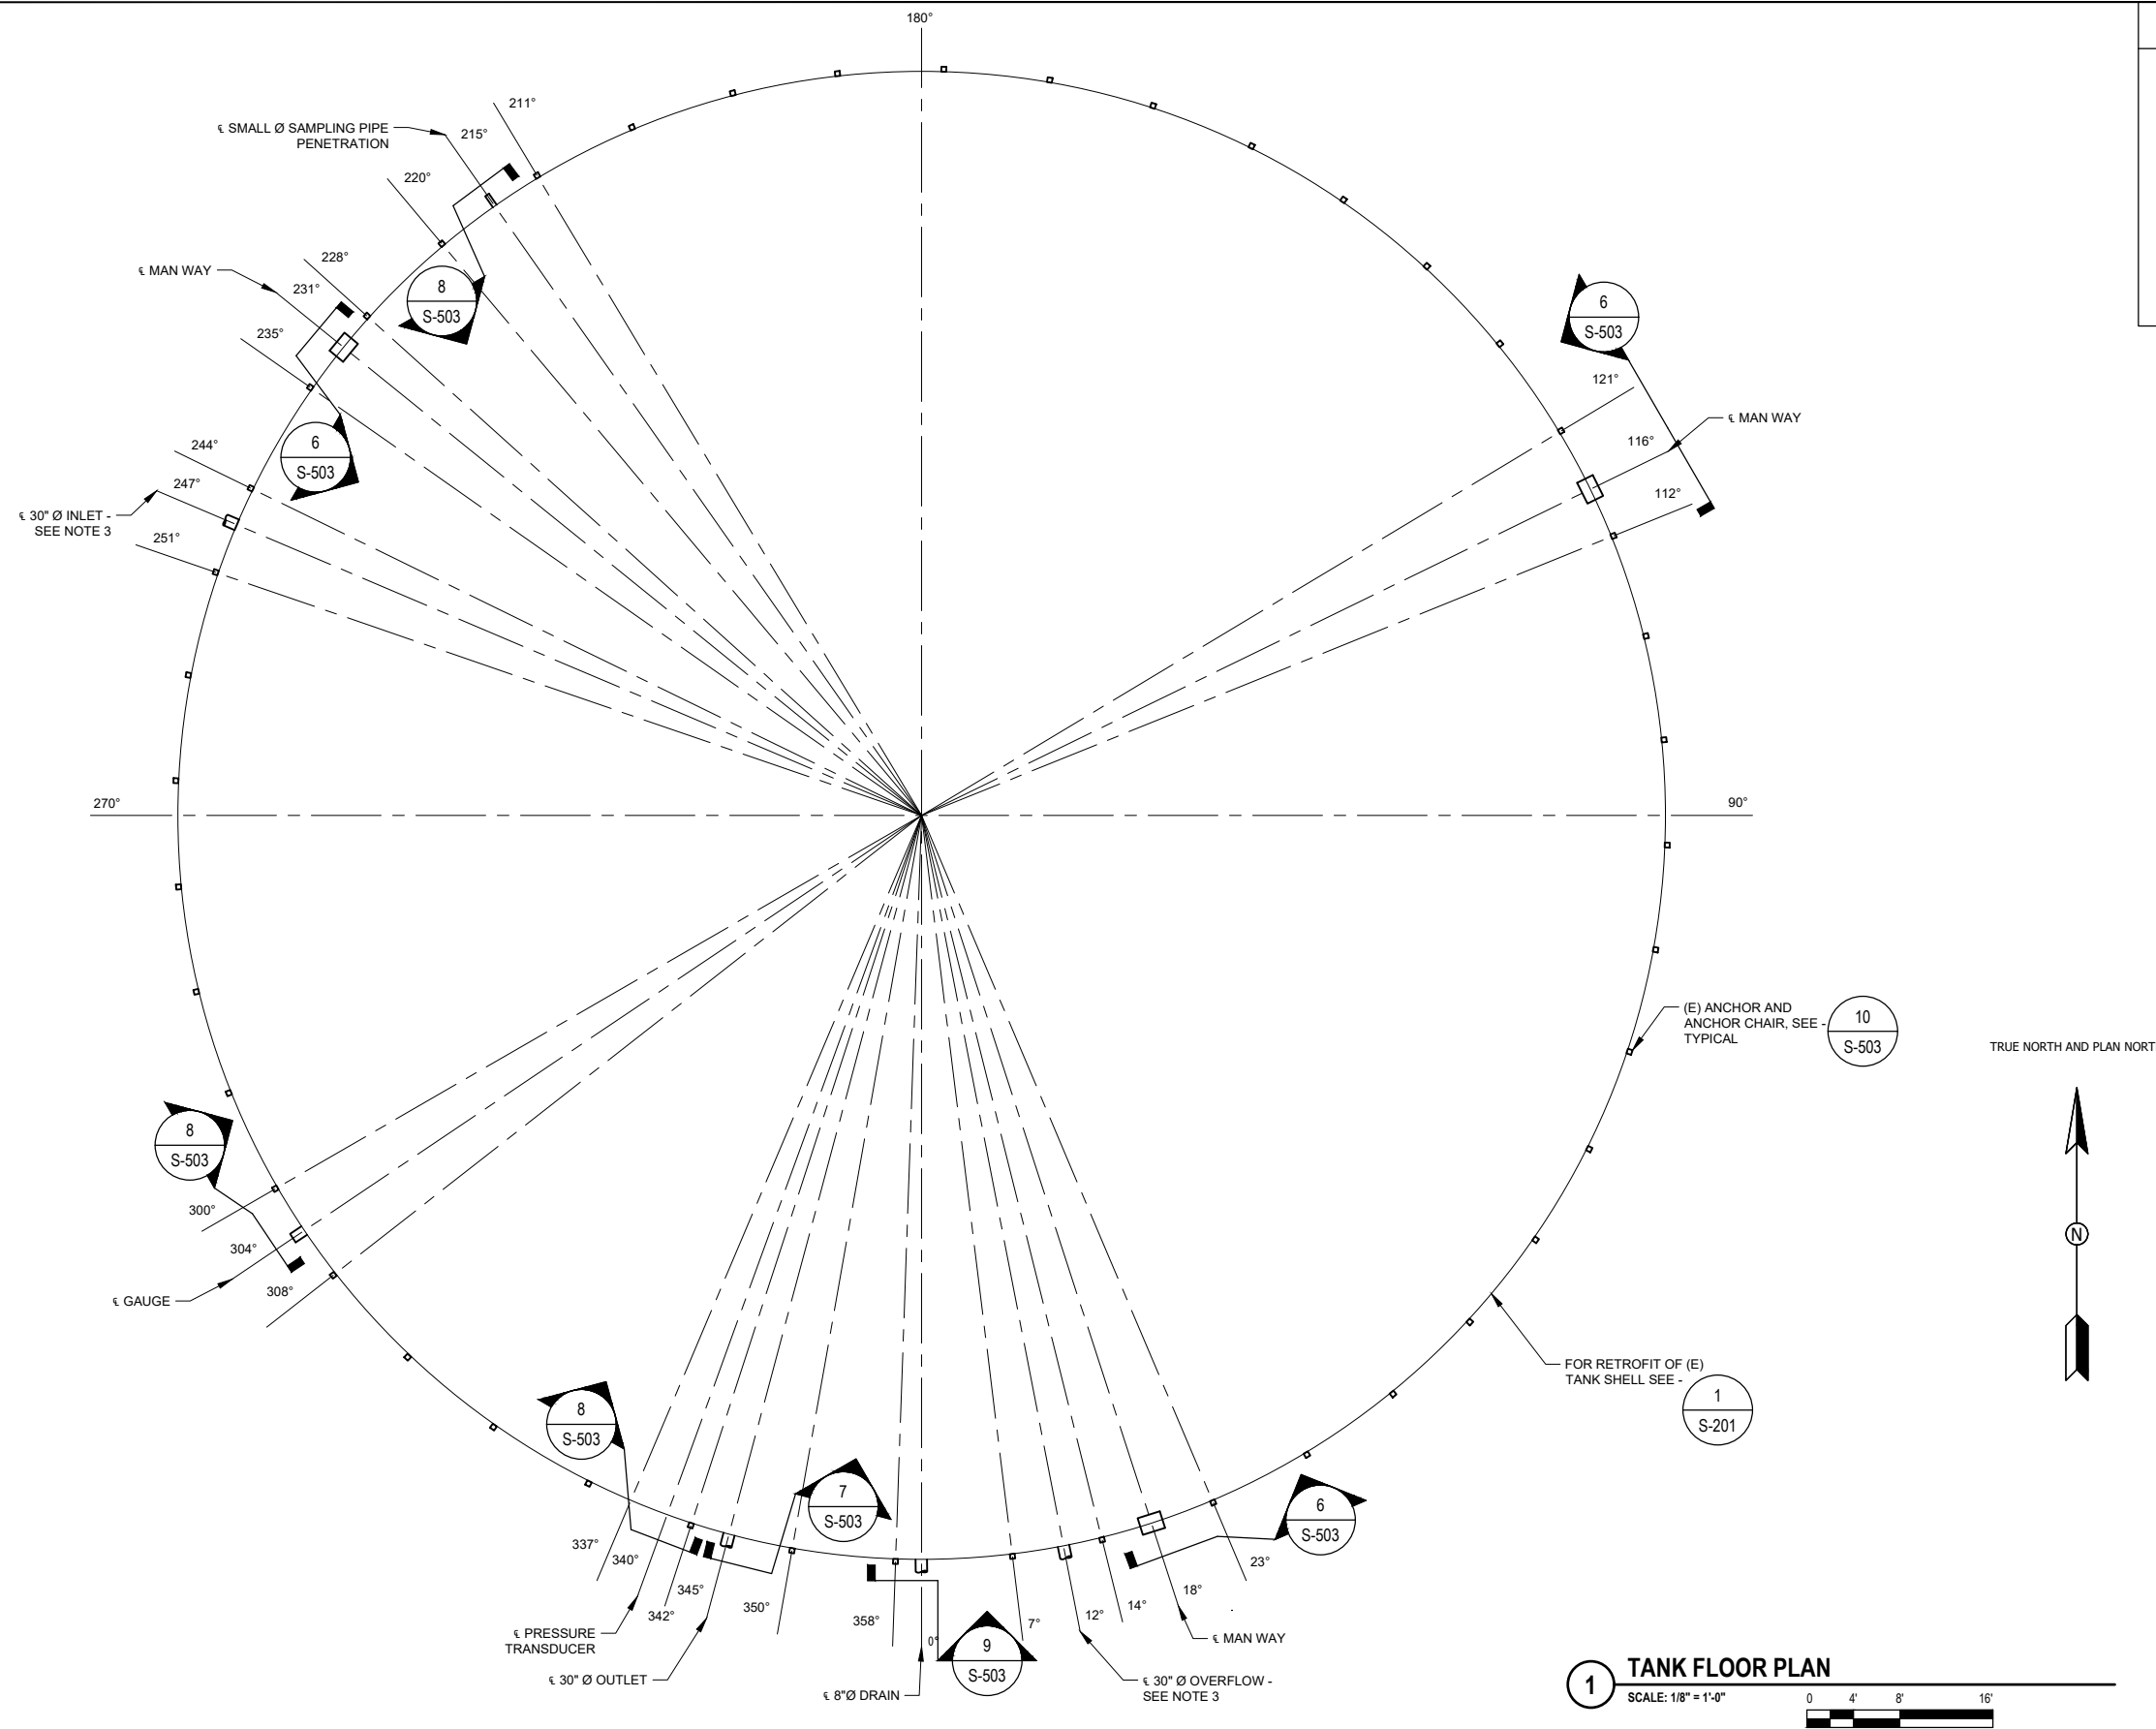 180°
211°
℄ SMALL Ø SAMPLING PIPE
PENETRATION
215°
220°
228°
℄ MAN WAY
231°
8
S-503
6
S-503
235°
121°
℄ MAN WAY
116°
244°
6
S-503
247°
112°
℄ 30" Ø INLET -
SEE NOTE 3
251°
270°
90°
(E) ANCHOR AND
ANCHOR CHAIR, SEE -
TYPICAL
10
S-503
TRUE NORTH AND PLAN NORT
N
8
S-503
300°
304°
308°
℄ GAUGE
FOR RETROFIT OF (E)
TANK SHELL SEE -
1
S-201
8
S-503
7
S-503
6
S-503
337°
340°
345°
342°
350°
358°
0°
7°
12°
14°
18°
23°
℄ PRESSURE
TRANSDUCER
9
S-503
℄ MAN WAY
℄ 30" Ø OUTLET
℄ 8"Ø DRAIN
℄ 30" Ø OVERFLOW -
SEE NOTE 3
1
TANK FLOOR PLAN
SCALE: 1/8" = 1'-0"
0 4' 8' 16'